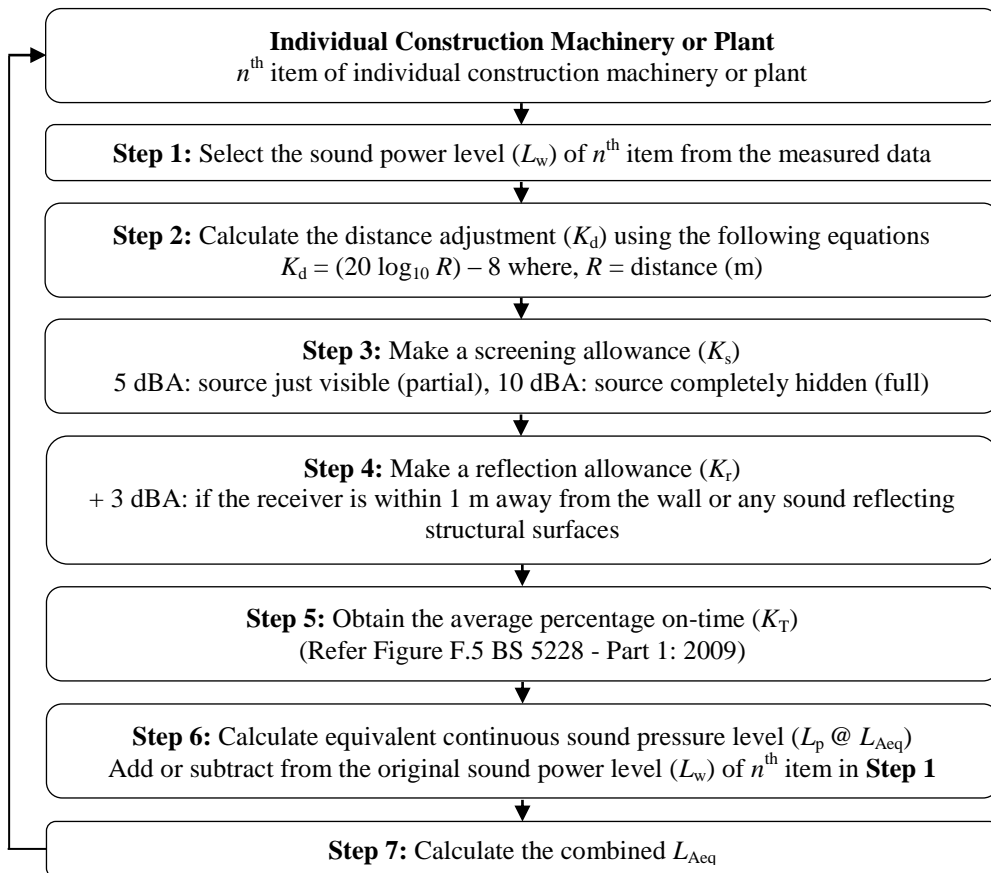 Individual Construction Machinery or Plant
nth item of individual construction machinery or plant
Step 1: Select the sound power level (Lw) of nth item from the measured data
Step 2: Calculate the distance adjustment (Kd) using the following equations
Kd = (20 log10 R) – 8 where, R = distance (m)
Step 3: Make a screening allowance (Ks)
5 dBA: source just visible (partial), 10 dBA: source completely hidden (full)
Step 4: Make a reflection allowance (Kr)
+ 3 dBA: if the receiver is within 1 m away from the wall or any sound reflecting
structural surfaces
Step 5: Obtain the average percentage on-time (KT)
(Refer Figure F.5 BS 5228 - Part 1: 2009)
Step 6: Calculate equivalent continuous sound pressure level (Lp @ LAeq)
Add or subtract from the original sound power level (Lw) of nth item in Step 1
Step 7: Calculate the combined LAeq